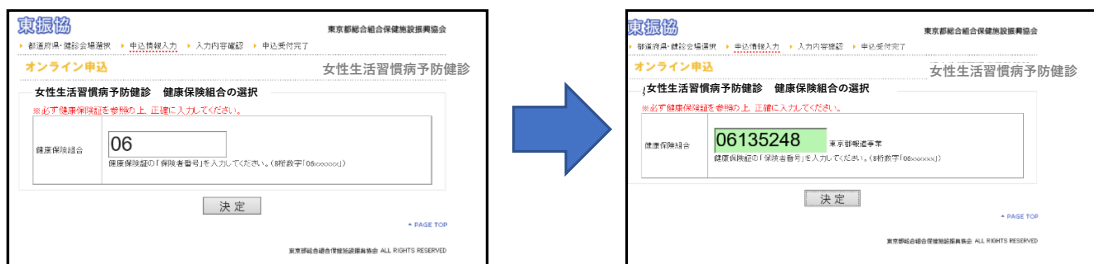 東振協
東京都総合組合保健施設振興協会
都道府県・健診会場選択 申込情報入力 入力内容確認 申込受付完了
オンライン申込
女性生活習慣病予防健診
女性生活習慣病予防健診 健康保険組合の選択
※必ず健康保険証を参照の上、正確に入力してください。
健康保険組合
06
健康保険証の「保険者番号」を入力してください。(8桁数字「06xxxxxx」)
決定
PAGE TOP
東京都総合組合保健施設振興協会 ALL RIGHTS RESERVED
東振協
東京都総合組合保健施設振興協会
都道府県・健診会場選択 申込情報入力 入力内容確認 申込受付完了
オンライン申込
女性生活習慣病予防健診
女性生活習慣病予防健診 健康保険組合の選択
※必ず健康保険証を参照の上、正確に入力してください。
健康保険組合
06135248 東京都報道事業
健康保険証の「保険者番号」を入力してください。(8桁数字「06xxxxxx」)
決定
PAGE TOP
東京都総合組合保健施設振興協会 ALL RIGHTS RESERVED